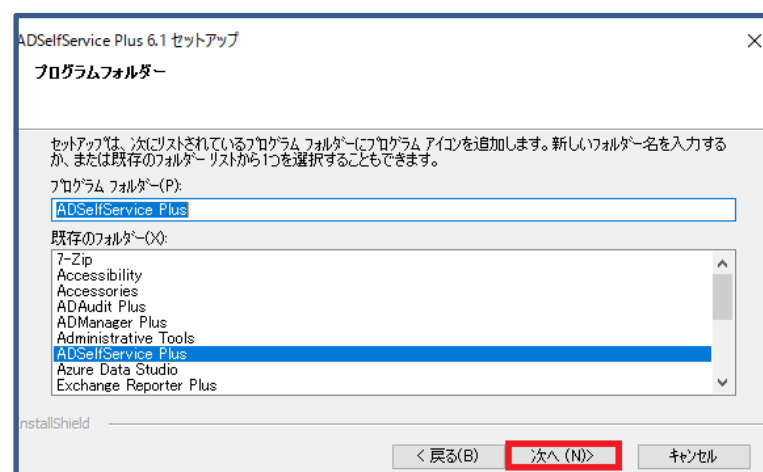 ADSelfService Plus 6.1 セットアップ
プログラムフォルダー
セットアップは、次にリストされているプログラム フォルダーにプログラム アイコンを追加します。新しいフォルダー名を入力する
か、または既存のフォルダー リストから1つを選択することもできます。
プログラム フォルダー(P):
ADSelfService Plus
既存のフォルダー(X):
7-Zip
Accessibility
Accessories
ADAudit Plus
ADManager Plus
Administrative Tools
ADSelfService Plus
Azure Data Studio
Exchange Reporter Plus
InstallShield
< 戻る(B)
次へ (N)>
キャンセル